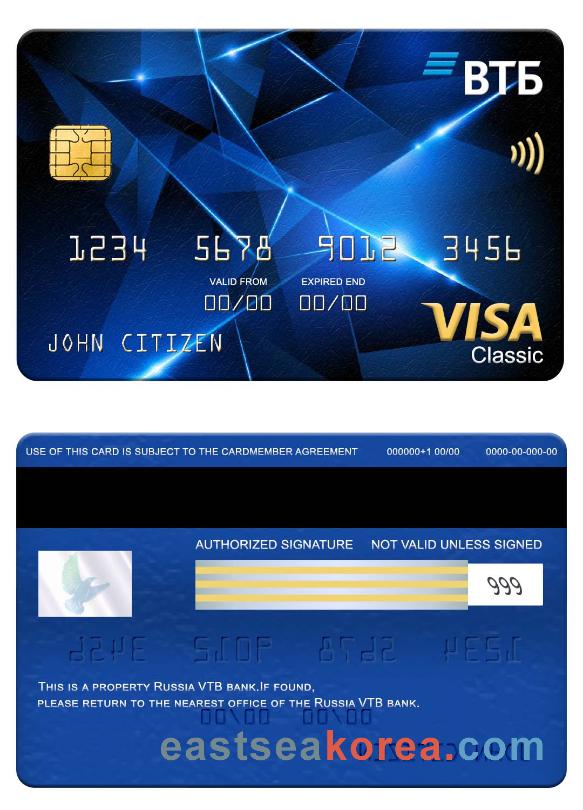 ВТБ
1234 5678 9012 3456
VALID FROM EXPIRED END
00/00 00/00
JOHN CITIZEN
VISA
Classic
USE OF THIS CARD IS SUBJECT TO THE CARDMEMBER AGREEMENT 000000+1 00/00 0000-00-000-00
AUTHORIZED SIGNATURE NOT VALID UNLESS SIGNED
999
THIS IS A PROPERTY RUSSIA VTB BANK.IF FOUND,
PLEASE RETURN TO THE NEAREST OFFICE OF THE RUSSIA VTB BANK.
eastseakorea.com